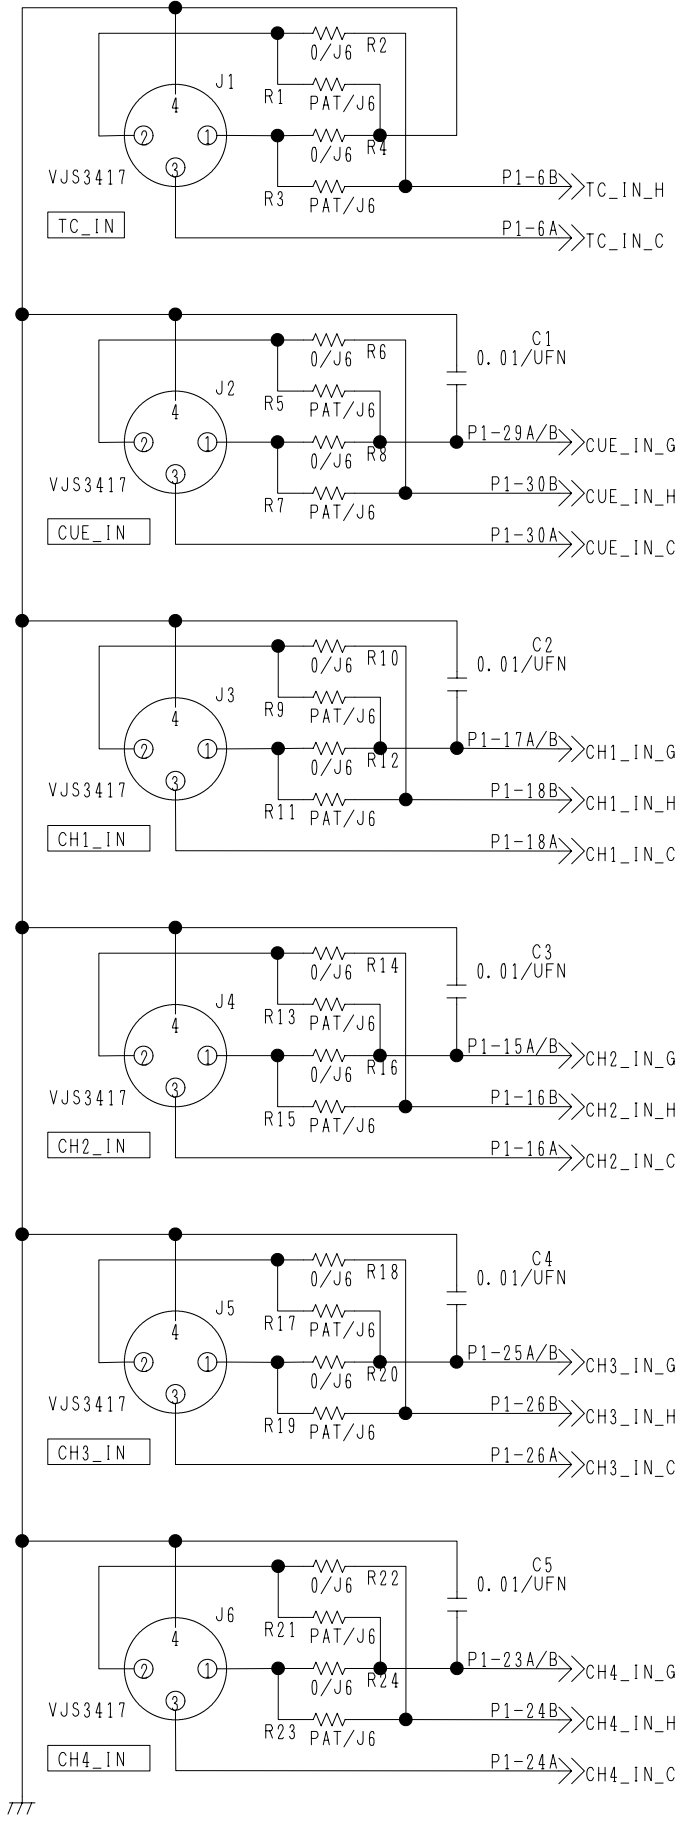 R2
0/J6
J1
R1
PAT/J6
4
2
1
R4
0/J6
3
VJS3417
R3
PAT/J6
P1-6B
TC_IN_H
TC_IN
P1-6A
TC_IN_C
C1
0.01/UFN
R6
0/J6
J2
R5
PAT/J6
4
2
1
R8
0/J6
P1-29A/B
CUE_IN_G
3
VJS3417
R7
PAT/J6
P1-30B
CUE_IN_H
CUE_IN
P1-30A
CUE_IN_C
C2
0.01/UFN
R10
0/J6
J3
R9
PAT/J6
4
2
1
R12
0/J6
P1-17A/B
CH1_IN_G
3
VJS3417
R11
PAT/J6
P1-18B
CH1_IN_H
CH1_IN
P1-18A
CH1_IN_C
C3
0.01/UFN
R14
0/J6
J4
R13
PAT/J6
4
2
1
R16
0/J6
P1-15A/B
CH2_IN_G
3
VJS3417
R15
PAT/J6
P1-16B
CH2_IN_H
CH2_IN
P1-16A
CH2_IN_C
C4
0.01/UFN
R18
0/J6
J5
R17
PAT/J6
4
2
1
R20
0/J6
P1-25A/B
CH3_IN_G
3
VJS3417
R19
PAT/J6
P1-26B
CH3_IN_H
CH3_IN
P1-26A
CH3_IN_C
C5
0.01/UFN
R22
0/J6
J6
R21
PAT/J6
4
2
1
R24
0/J6
P1-23A/B
CH4_IN_G
3
VJS3417
R23
PAT/J6
P1-24B
CH4_IN_H
CH4_IN
P1-24A
CH4_IN_C